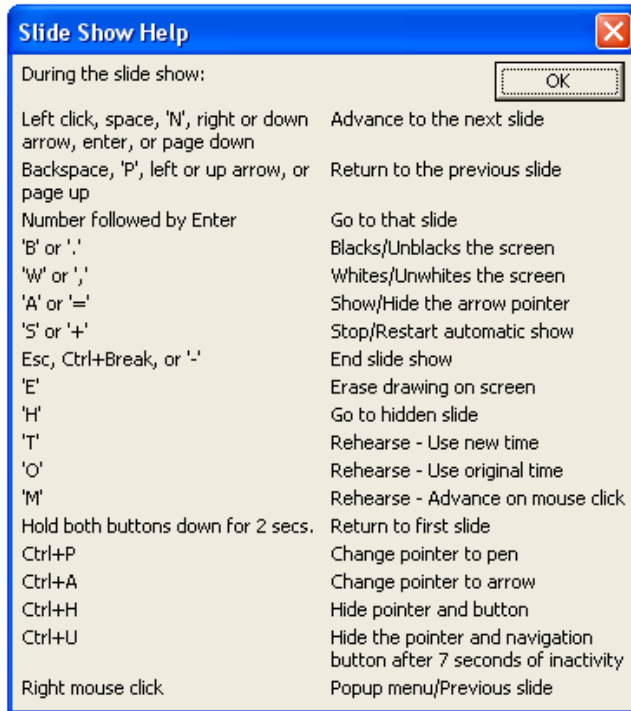 Slide Show Help
During the slide show:
OK
Left click, space, 'N', right or down Advance to the next slide
arrow, enter, or page down
Backspace, 'P', left or up arrow, or Return to the previous slide
page up
Number followed by Enter Go to that slide
'B' or '.' Blacks/Unblacks the screen
'W' or ',' Whites/Unwhites the screen
'A' or '=' Show/Hide the arrow pointer
'S' or '+' Stop/Restart automatic show
Esc, Ctrl+Break, or '-' End slide show
'E' Erase drawing on screen
'H' Go to hidden slide
'T' Rehearse - Use new time
'O' Rehearse - Use original time
'M' Rehearse - Advance on mouse click
Hold both buttons down for 2 secs. Return to first slide
Ctrl+P Change pointer to pen
Ctrl+A Change pointer to arrow
Ctrl+H Hide pointer and button
Ctrl+U Hide the pointer and navigation
button after 7 seconds of inactivity
Right mouse click Popup menu/Previous slide